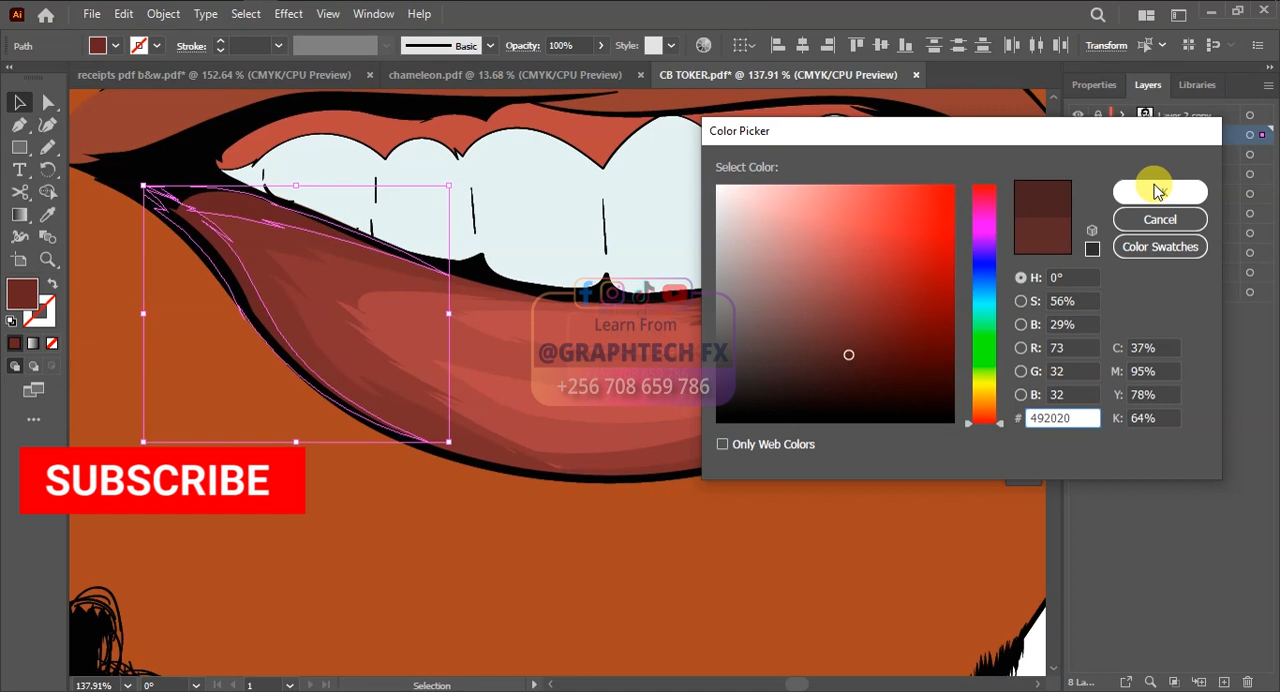 Ai File Edit Object Type Select Effect View Window Help
Path Stroke: Basic Opacity: 100% Style: Transform
receipts pdf b&w.pdf* @ 152.64 % (CMYK/CPU Preview) × chameleon.pdf @ 13.68 % (CMYK/CPU Preview) × CB TOKER.pdf* @ 137.91 % (CMYK/CPU Preview) ×
Properties Layers Libraries
Color Picker
Select Color:
Cancel
Color Swatches
H: 0°
S: 56%
B: 29%
R: 73 C: 37%
G: 32 M: 95%
B: 32 Y: 78%
# 492020 K: 64%
Only Web Colors
Learn From
@GRAPHTECH FX
+256 708 659 786
SUBSCRIBE
137.91% 0° 1 Selection 8 La...